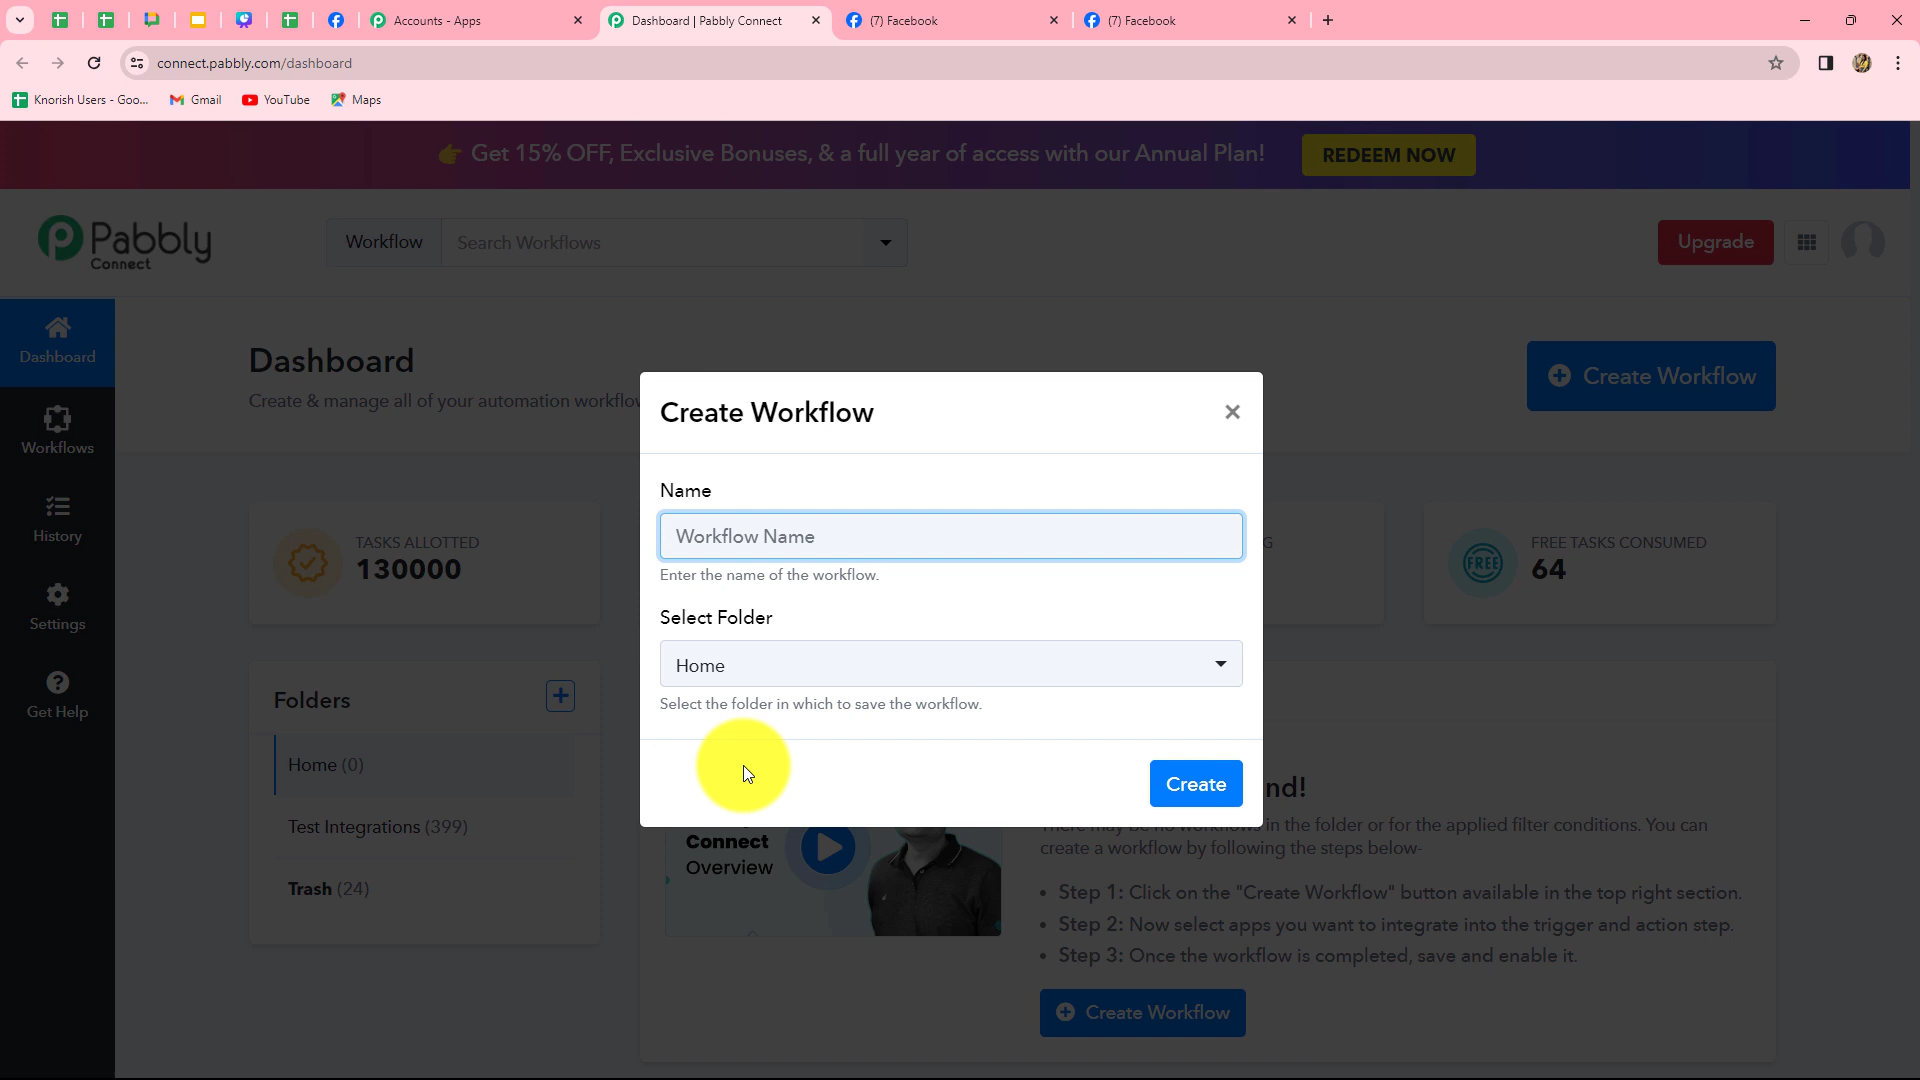 Accounts - Apps
Dashboard | Pabbly Connect
(7) Facebook
(7) Facebook
connect.pabbly.com/dashboard
Knorish Users - Goo...
Gmail
YouTube
Maps
👉 Get 15% OFF, Exclusive Bonuses, & a full year of access with our Annual Plan!
REDEEM NOW
Pabbly
Connect
Workflow
Search Workflows
Upgrade
Dashboard
Workflows
History
Settings
Get Help
Dashboard
Create & manage all of your automation workflow
Create Workflow
TASKS ALLOTTED
130000
G
FREE
FREE TASKS CONSUMED
64
Folders
Home (0)
Test Integrations (399)
Trash (24)
Create Workflow
Name
Workflow Name
Enter the name of the workflow.
Select Folder
Home
Select the folder in which to save the workflow.
Create
Connect
Overview
nd!
There may be no workflows in the folder or for the applied filter conditions. You can
create a workflow by following the steps below-
• Step 1: Click on the "Create Workflow" button available in the top right section.
• Step 2: Now select apps you want to integrate into the trigger and action step.
• Step 3: Once the workflow is completed, save and enable it.
Create Workflow